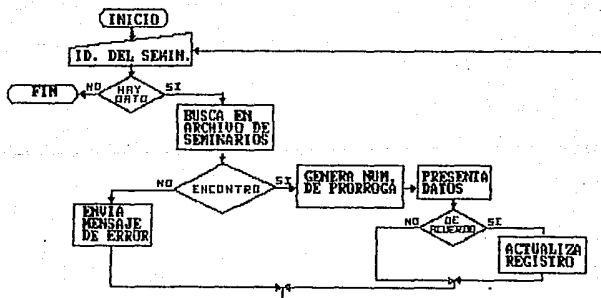 INICIO
ID. DEL SEMIN.
FIN
NO
HAY
DATO
SI
BUSCA EN
ARCHIVO DE
SEMINARIOS
NO
ENCONTRO
SI
GENERA NUM.
DE PRORROGA
PRESENTA
DATOS
ENVIA
MENSAJE
DE ERROR
NO
DE
ACUERDO
SI
ACTUALIZA
REGISTRO